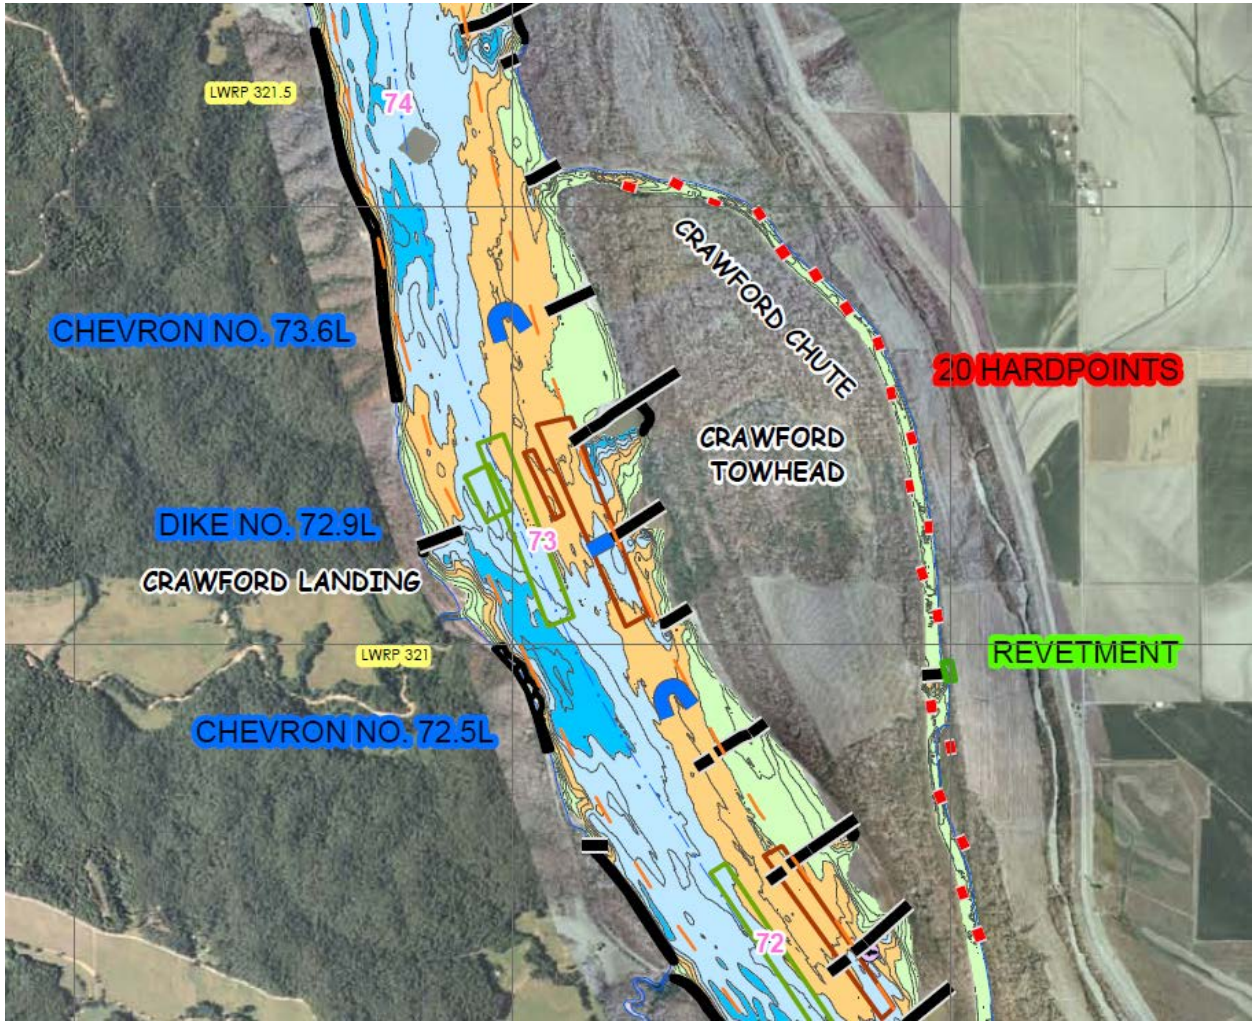 LWRP 321.5
74
CHEVRON NO. 73.6L
CRAWFORD CHUTE
20 HARDPOINTS
CRAWFORD
TOWHEAD
DIKE NO. 72.9L
73
CRAWFORD LANDING
LWRP 321
REVETMENT
CHEVRON NO. 72.5L
72